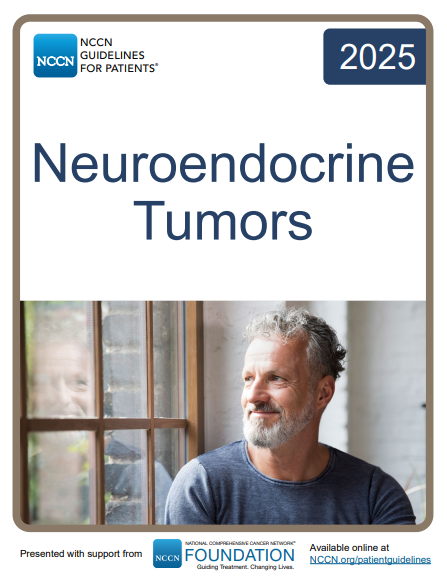 NCCN
NCCN
GUIDELINES
FOR PATIENTS®
2025
Neuroendocrine
Tumors
Presented with support from
NCCN
NATIONAL COMPREHENSIVE CANCER NETWORK®
FOUNDATION
Guiding Treatment. Changing Lives.
Available online at
NCCN.org/patientguidelines